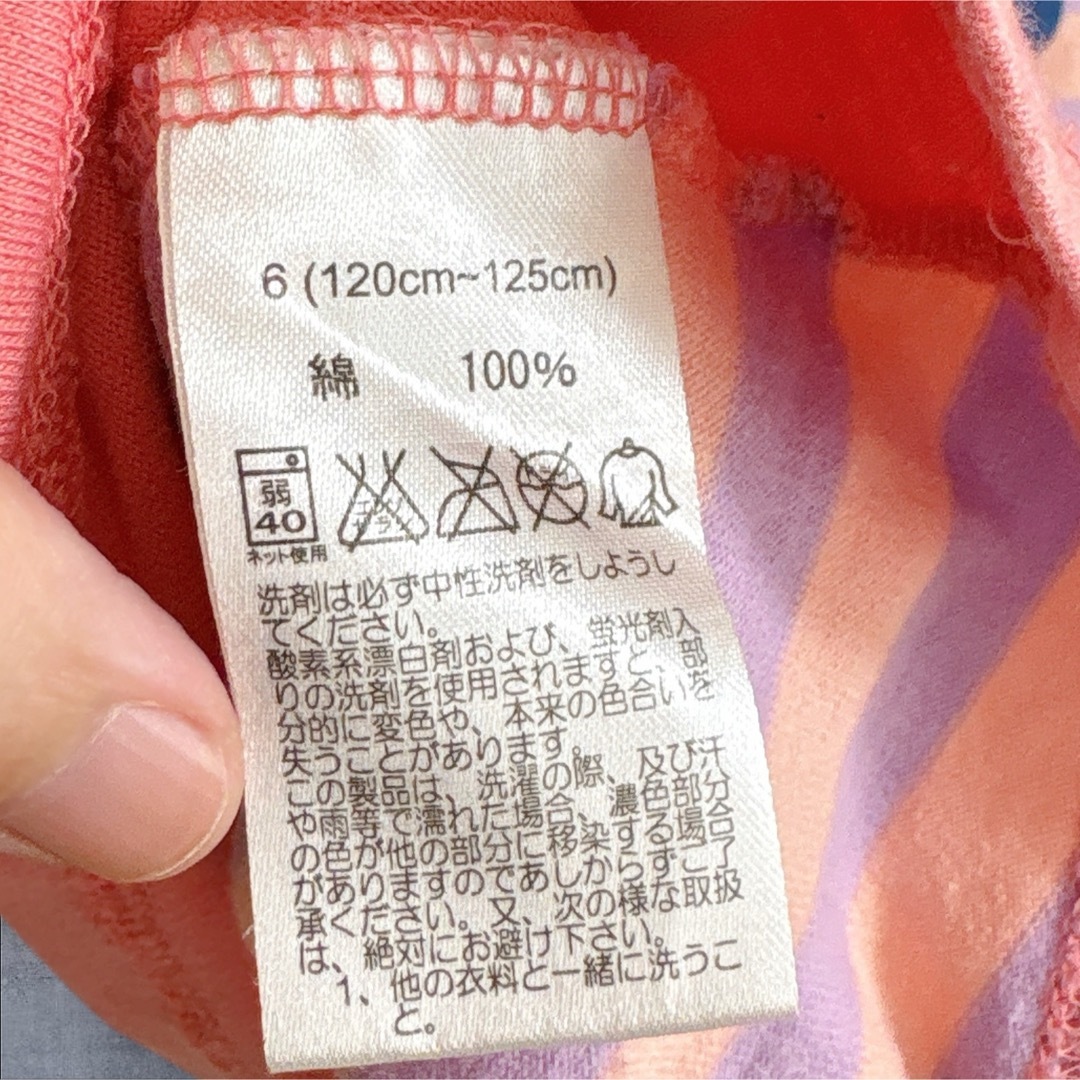 6 (120cm~125cm)
綿 100%
弱
40
ネット使用
洗剤は必ず中性洗剤をしようし
てください。
酸素系漂白剤および、蛍光剤入
りの洗剤を使用されますと、部
分的に変色や、本来の色合いを
失うことがあります。
この製品は、洗濯の際、及び汗
や雨等で濡れた場合、濃色部分
の色が他の部分に移染する場合
がありますのであしからずご了
承ください。又、次の様な取扱
は、絶対にお避け下さい。
1、他の衣料と一緒に洗うこ
と。